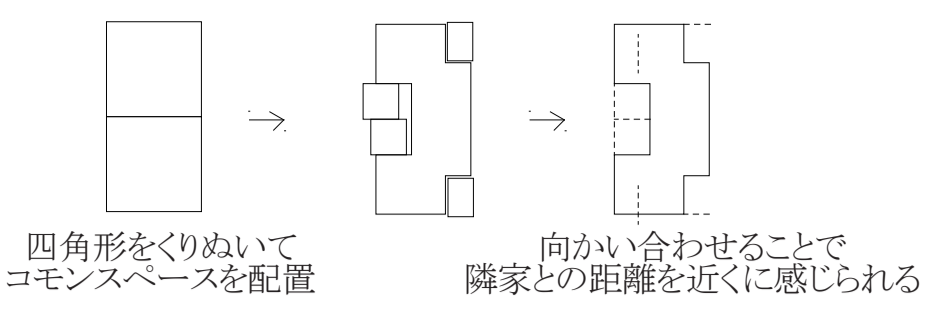 四角形をくりぬいて
コモンスペースを配置
向かい合わせることで
隣家との距離を近くに感じられる